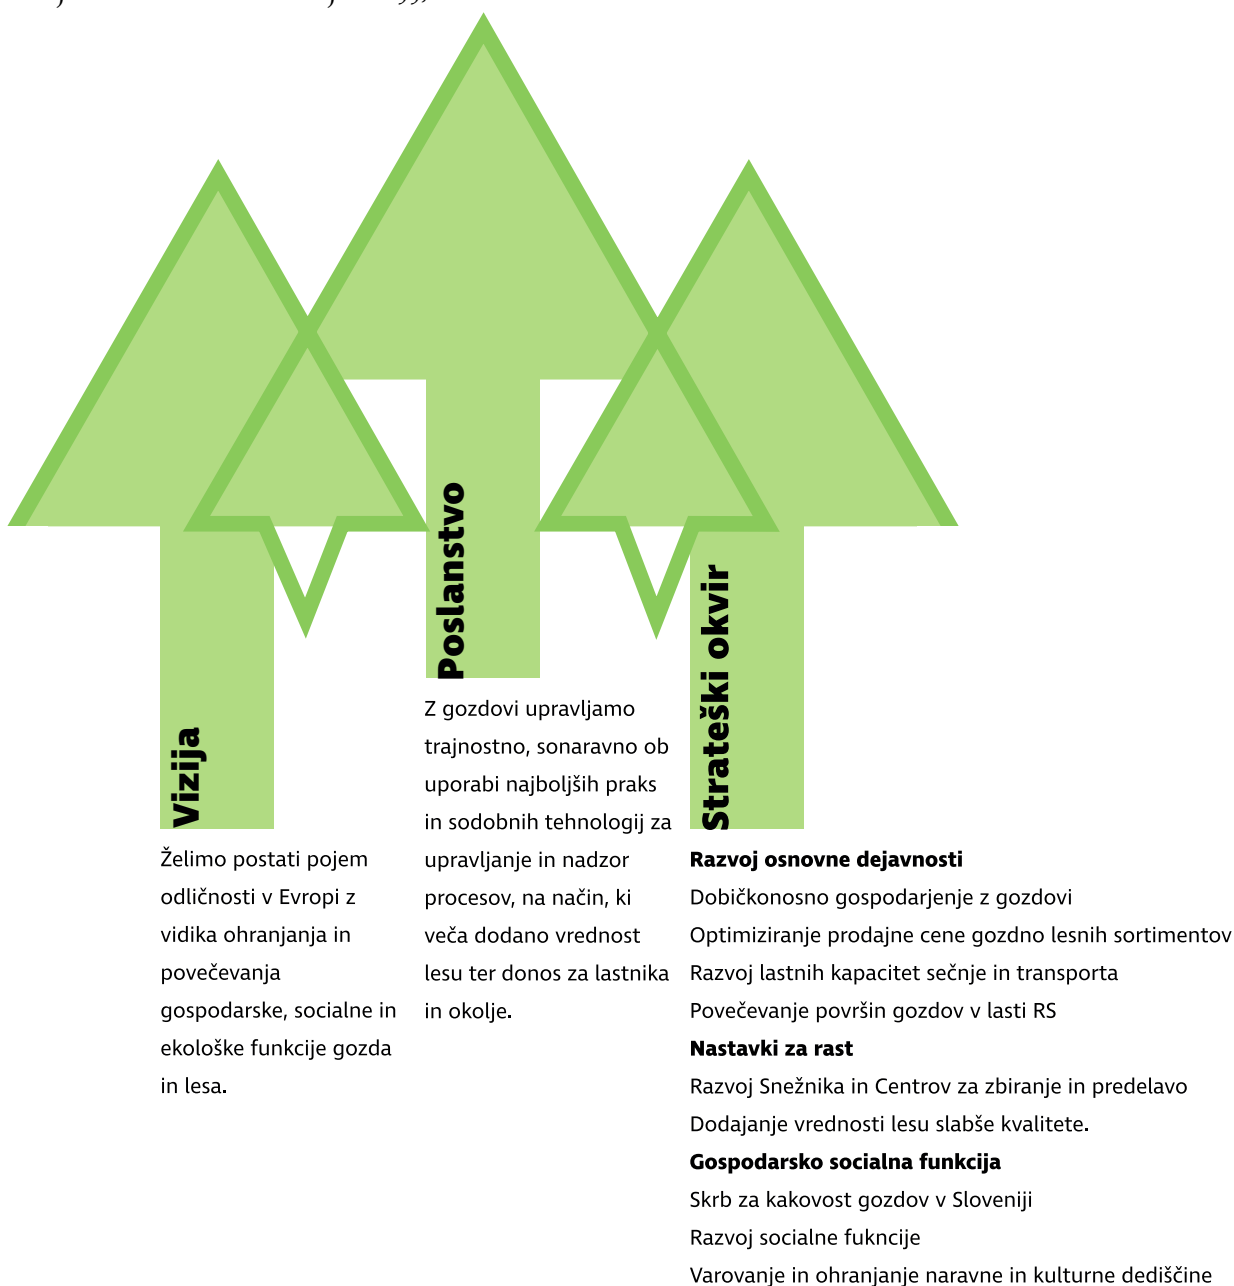 Vizija
Želimo postati pojem
odličnosti v Evropi z
vidika ohranjanja in
povečevanja
gospodarske, socialne in
ekološke funkcije gozda
in lesa.
Poslanstvo
Z gozdovi upravljamo
trajnostno, sonaravno ob
uporabi najboljših praks
in sodobnih tehnologij za
upravljanje in nadzor
procesov, na način, ki
veča dodano vrednost
lesu ter donos za lastnika
in okolje.
Strateški okvir
Razvoj osnovne dejavnosti
Dobičkonosno gospodarjenje z gozdovi
Optimiziranje prodajne cene gozdno lesnih sortimentov
Razvoj lastnih kapacitet sečnje in transporta
Povečevanje površin gozdov v lasti RS
Nastavki za rast
Razvoj Snežnika in Centrov za zbiranje in predelavo
Dodajanje vrednosti lesu slabše kvalitete.
Gospodarsko socialna funkcija
Skrb za kakovost gozdov v Sloveniji
Razvoj socialne fukncije
Varovanje in ohranjanje naravne in kulturne dediščine